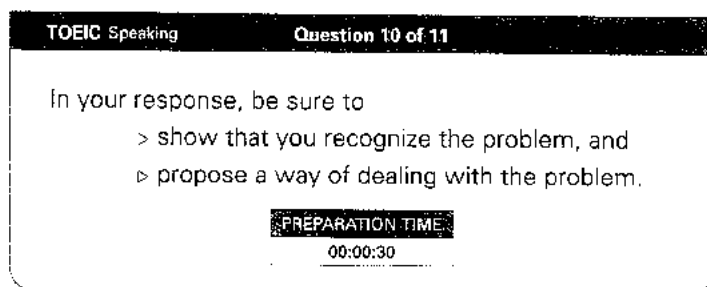 TOEIC Speaking
Question 10 of 11
In your response, be sure to
> show that you recognize the problem, and
▷ propose a way of dealing with the problem.
PREPARATION TIME
00:00:30